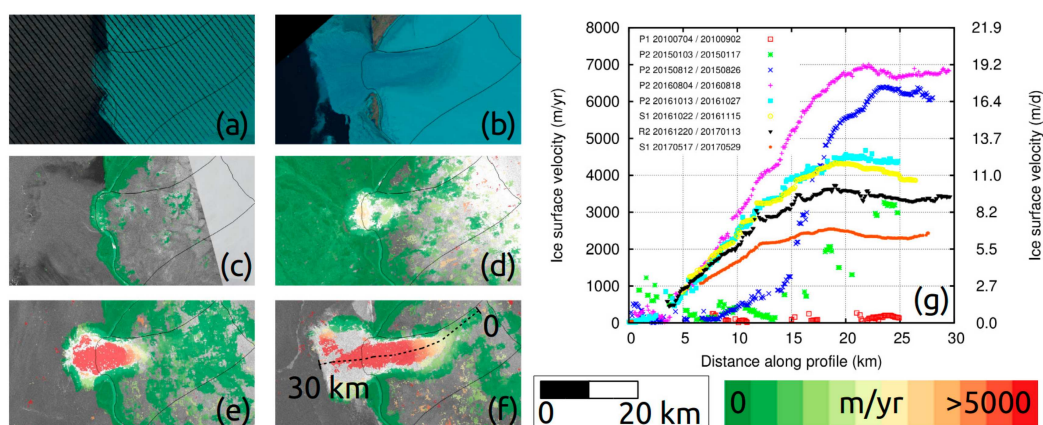 (a)
(b)
(c)
(d)
(e)
(f)
0
30 km
8000
7000
6000
5000
4000
3000
2000
1000
0
Ice surface velocity (m/yr)
P1 20100704 / 20100902
P2 20150103 / 20150117
P2 20150812 / 20150826
P2 20160804 / 20160818
P2 20161013 / 20161027
S1 20161022 / 20161115
R2 20161220 / 20170113
S1 20170517 / 20170529
21.9
19.2
16.4
13.7
11.0
8.2
5.5
2.7
0.0
Ice surface velocity (m/d)
(g)
0 5 10 15 20 25 30
Distance along profile (km)
0 20 km
0 m/yr >5000